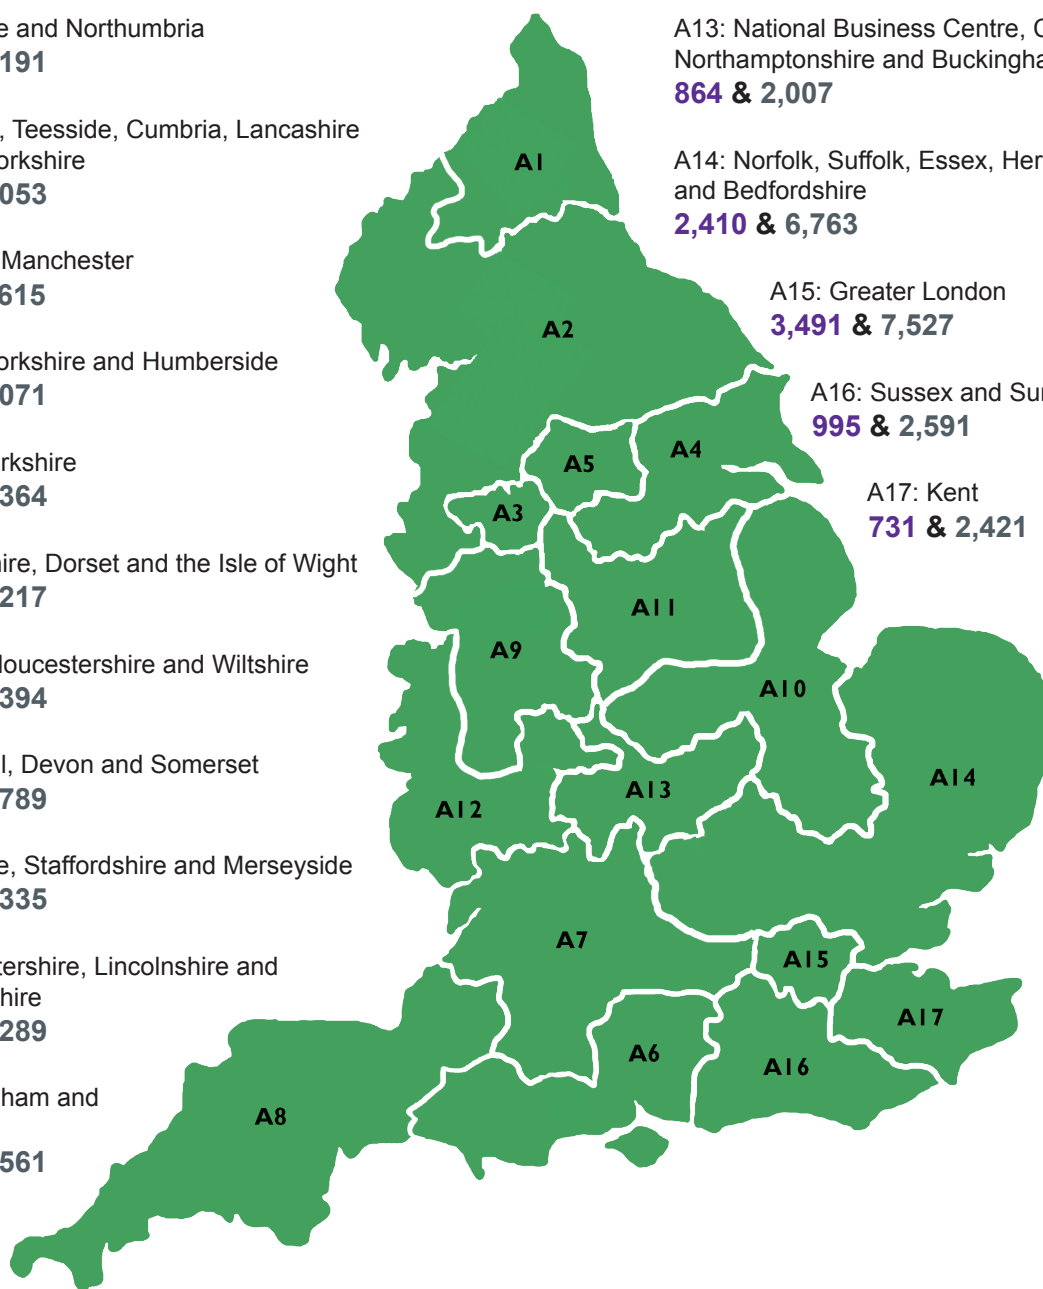 e and Northumbria
191
, Teesside, Cumbria, Lancashire
orkshire
053
Manchester
615
orkshire and Humberside
071
rkshire
364
ire, Dorset and the Isle of Wight
217
loucestershire and Wiltshire
394
l, Devon and Somerset
789
e, Staffordshire and Merseyside
335
tershire, Lincolnshire and
hire
289
ham and
561
A13: National Business Centre,
Northamptonshire and Buckingha
864 & 2,007
A14: Norfolk, Suffolk, Essex, Her
and Bedfordshire
2,410 & 6,763
A15: Greater London
3,491 & 7,527
A16: Sussex and Sur
995 & 2,591
A17: Kent
731 & 2,421
A1
A2
A5
A4
A3
A11
A9
A10
A14
A13
A12
A7
A15
A17
A6
A16
A8